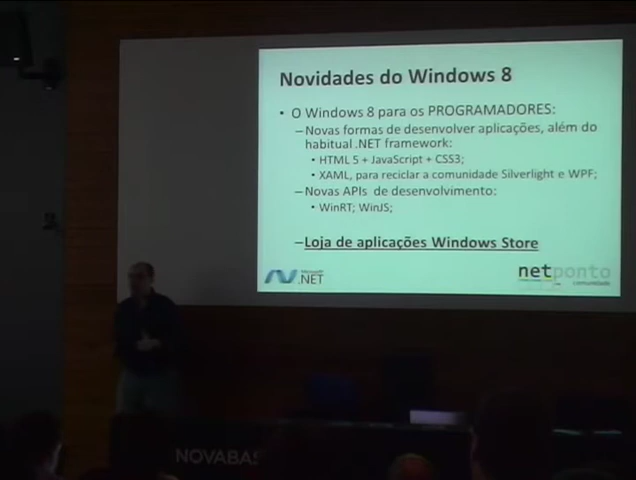 Novidades do Windows 8
• O Windows 8 para os PROGRAMADORES:
–Novas formas de desenvolver aplicações, além do
habitual .NET framework:
• HTML 5 + JavaScript + CSS3;
• XAML, para reciclar a comunidade Silverlight e WPF;
–Novas APIs de desenvolvimento:
• WinRT; WinJS;
–Loja de aplicações Windows Store
Microsoft
.NET
netponto
comunidade
NOVABAS